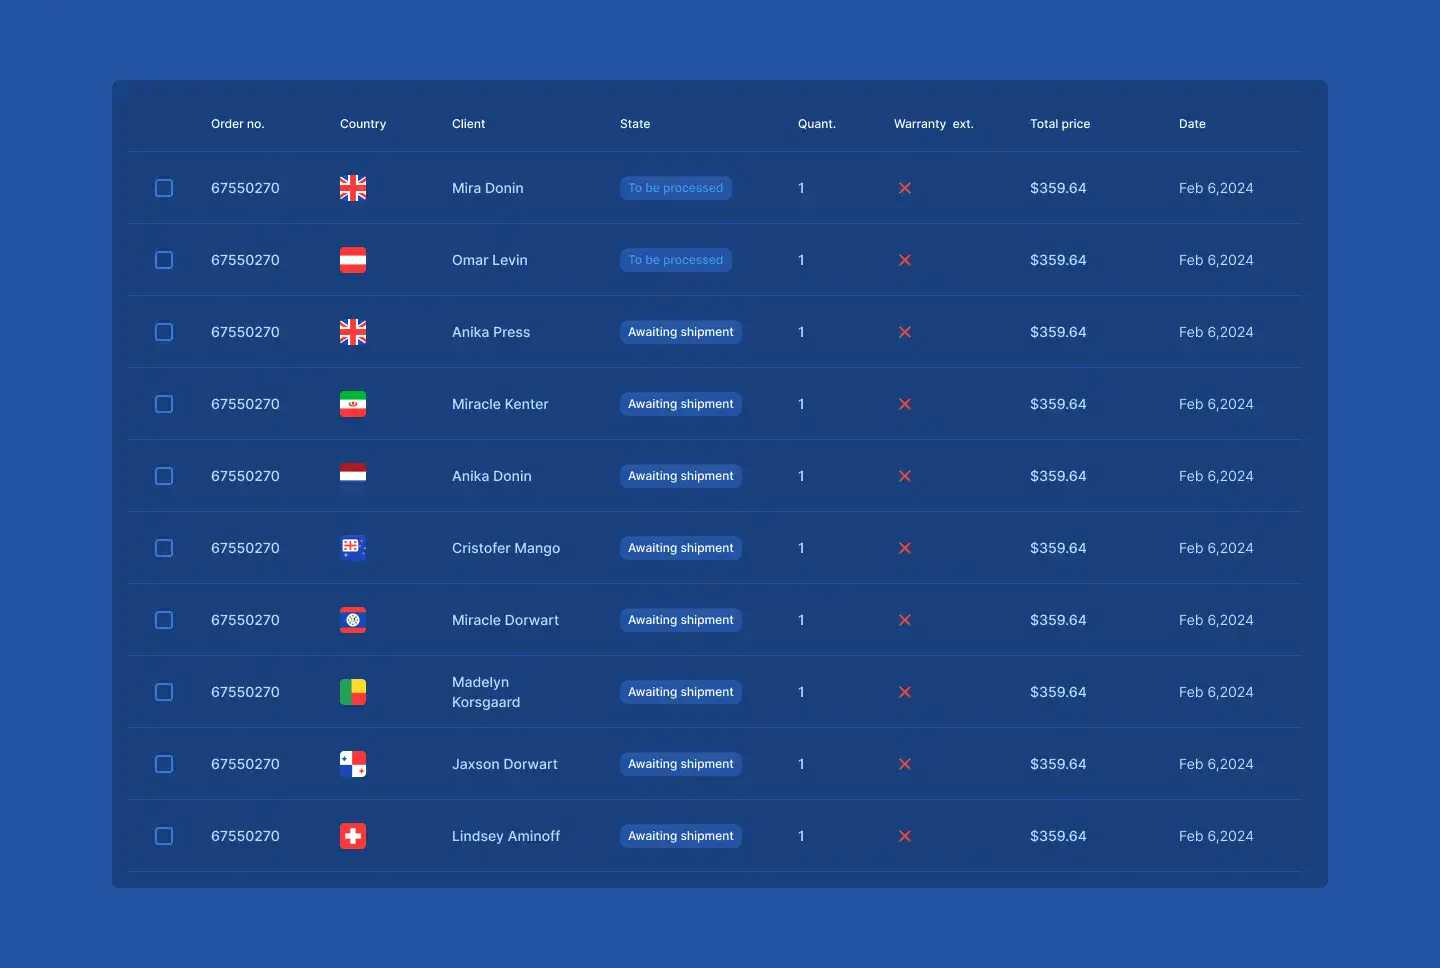 Order no. Country Client State Quant. Warranty ext. Total price Date
67550270 Mira Donin To be processed 1 $359.64 Feb 6,2024
67550270 Omar Levin To be processed 1 $359.64 Feb 6,2024
67550270 Anika Press Awaiting shipment 1 $359.64 Feb 6,2024
67550270 Miracle Kenter Awaiting shipment 1 $359.64 Feb 6,2024
67550270 Anika Donin Awaiting shipment 1 $359.64 Feb 6,2024
67550270 Cristofer Mango Awaiting shipment 1 $359.64 Feb 6,2024
67550270 Miracle Dorwart Awaiting shipment 1 $359.64 Feb 6,2024
67550270 Madelyn
Korsgaard Awaiting shipment 1 $359.64 Feb 6,2024
67550270 Jaxson Dorwart Awaiting shipment 1 $359.64 Feb 6,2024
67550270 Lindsey Aminoff Awaiting shipment 1 $359.64 Feb 6,2024